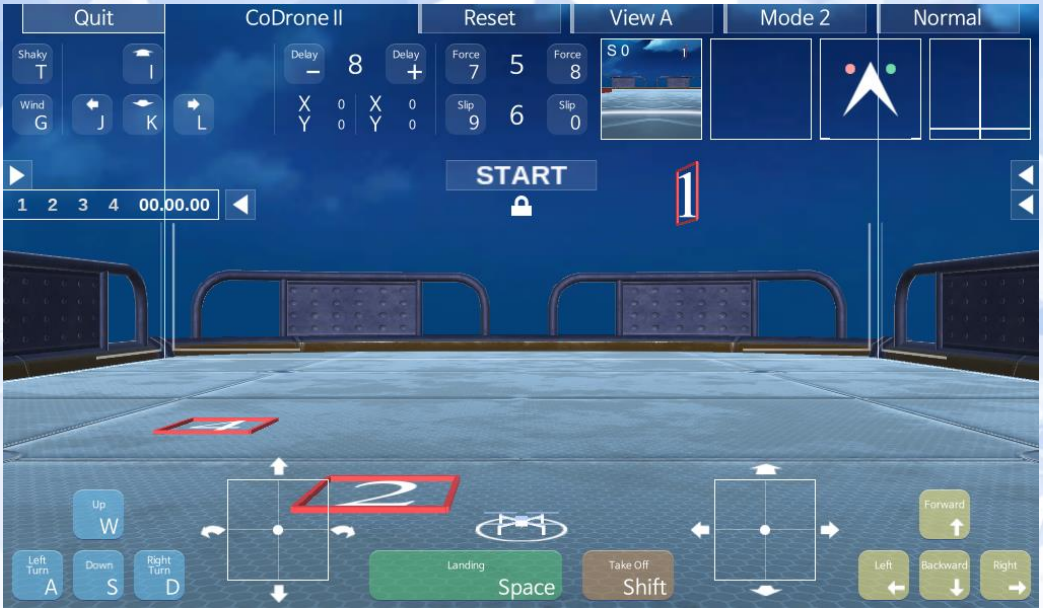 Quit CoDrone II Reset View A Mode 2 Normal
Shaky T I Delay − 8 Delay + Force 7 5 Force 8 S 0 1
Wind G J K L X 0 X 0 Slip 9 6 Slip 0
Y 0 Y 0
START 1
1 2 3 4 00.00.00
4
2
Up W Forward
Left Turn A Down S Right Turn D Landing Space Take Off Shift Left Backward Right